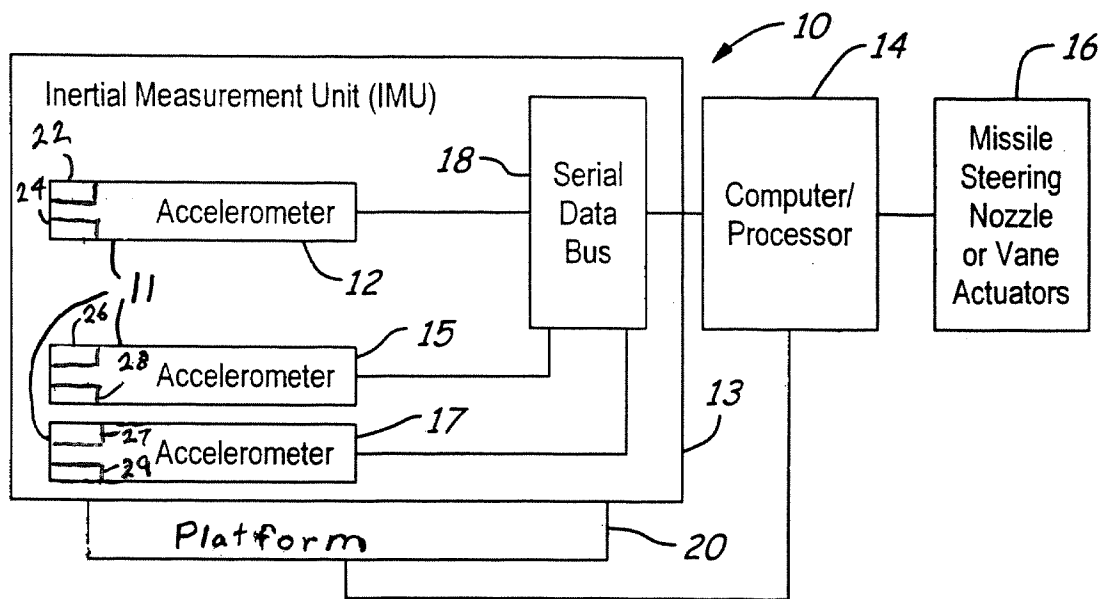 10
14
16
Inertial Measurement Unit (IMU)
22
18
24
Accelerometer
Serial
Data
Bus
Computer/
Processor
Missile
Steering
Nozzle
or Vane
Actuators
12
11
26
15
28
Accelerometer
13
27
17
Accelerometer
29
Platform
20